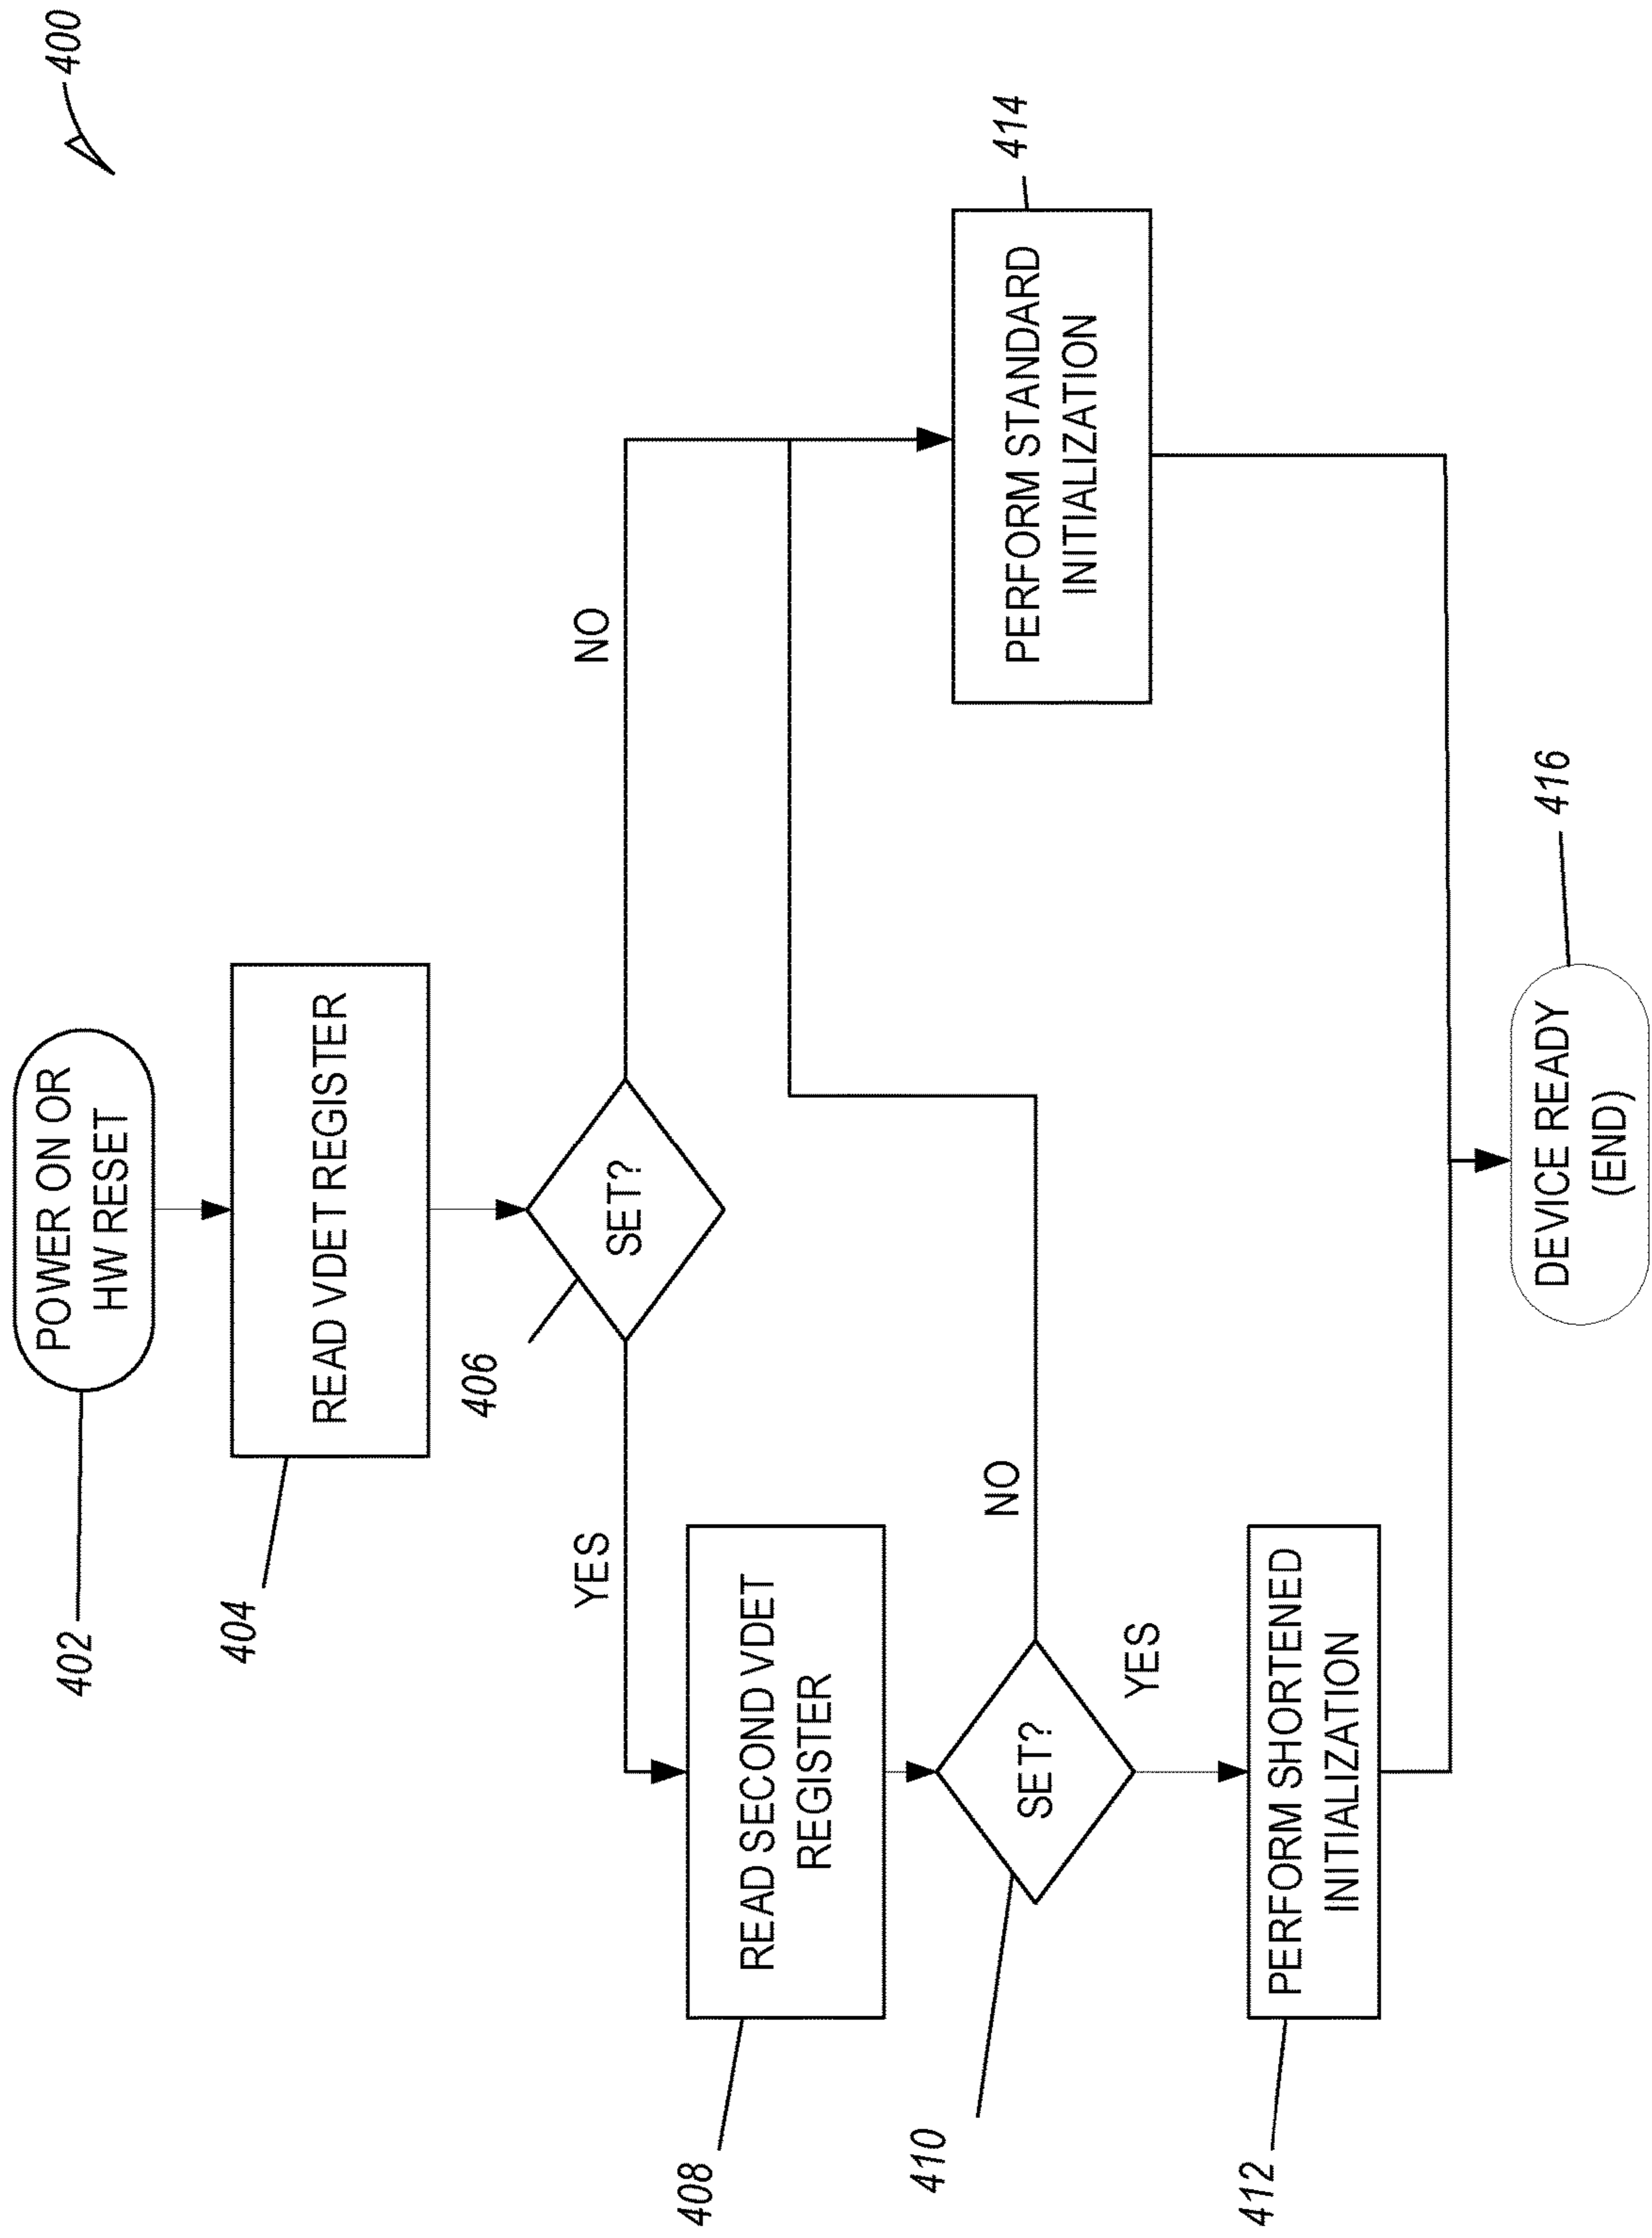 400
402
POWER ON OR
HW RESET
404
READ VDET REGISTER
406
SET?
YES
NO
408
READ SECOND VDET
REGISTER
410
SET?
NO
YES
412
PERFORM SHORTENED
INITIALIZATION
414
PERFORM STANDARD
INITIALIZATION
416
DEVICE READY
(END)